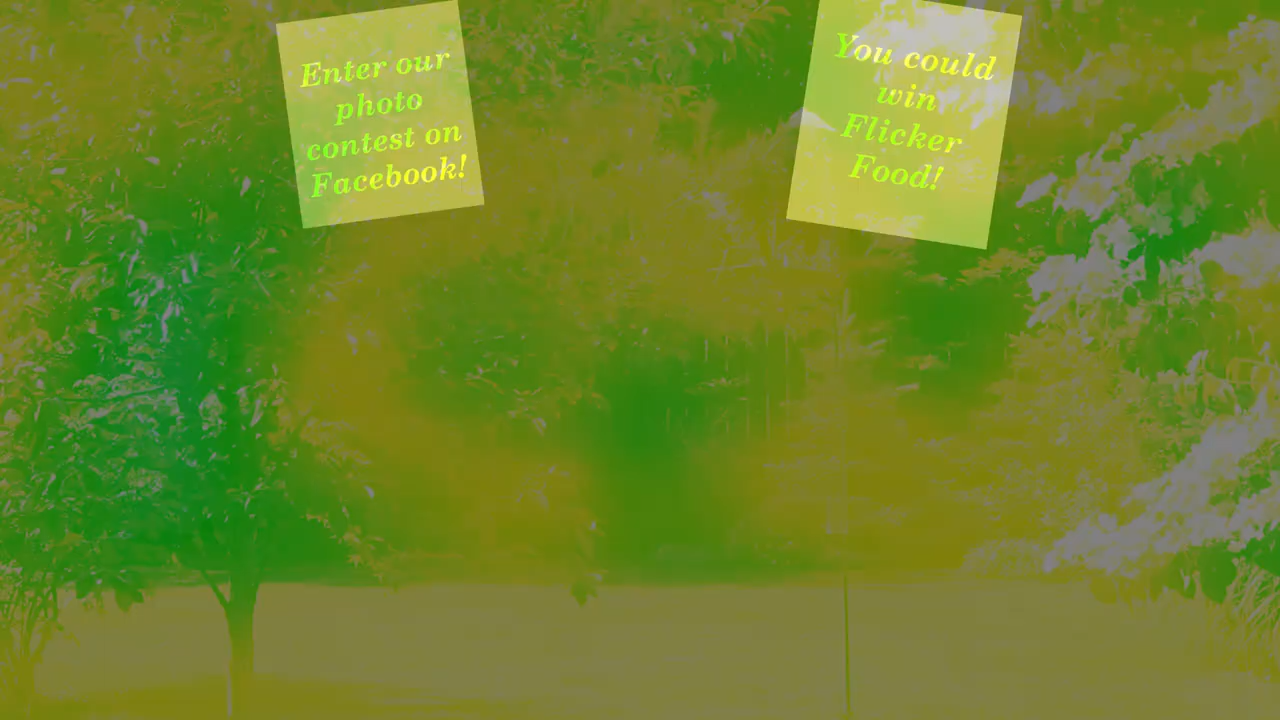 Enter our
photo
contest on
Facebook!
You could
win
Flicker
Food!